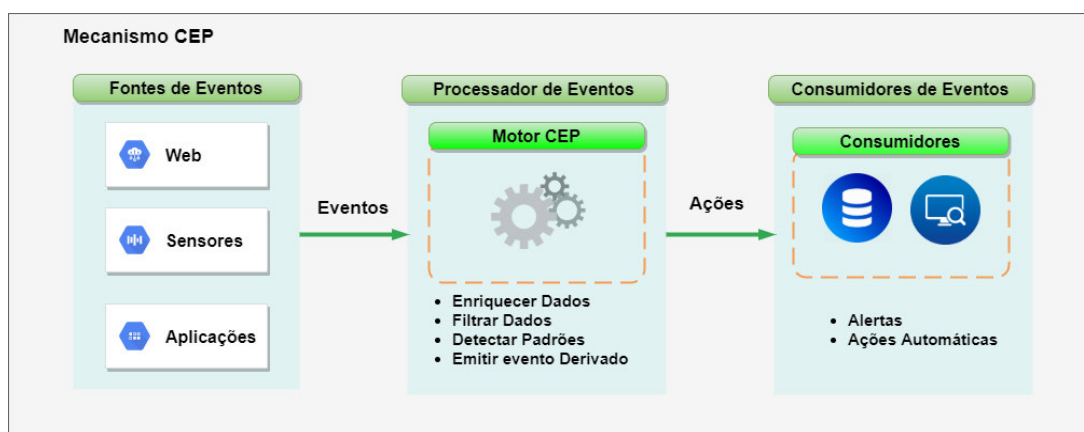 Mecanismo CEP
Fontes de Eventos
Web
Sensores
Aplicações
Eventos
Processador de Eventos
Motor CEP
• Enriquecer Dados
• Filtrar Dados
• Detectar Padrões
• Emitir evento Derivado
Ações
Consumidores de Eventos
Consumidores
• Alertas
• Ações Automáticas